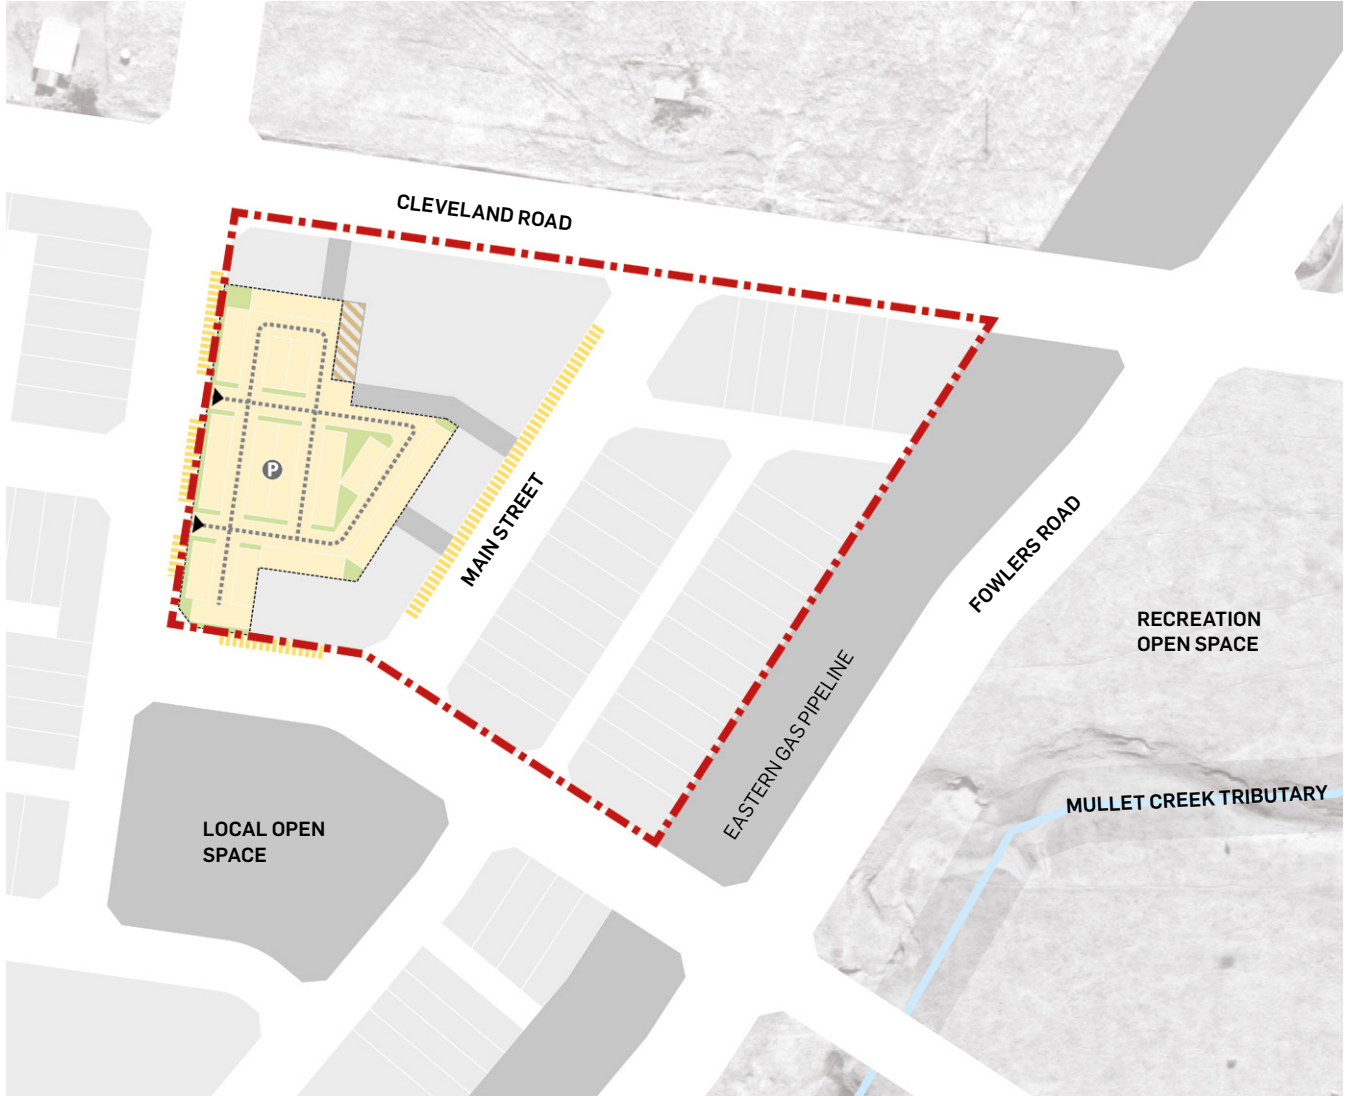 CLEVELAND ROAD
P
MAIN STREET
FOWLERS ROAD
RECREATION
OPEN SPACE
EASTERN GAS PIPELINE
MULLET CREEK TRIBUTARY
LOCAL OPEN
SPACE